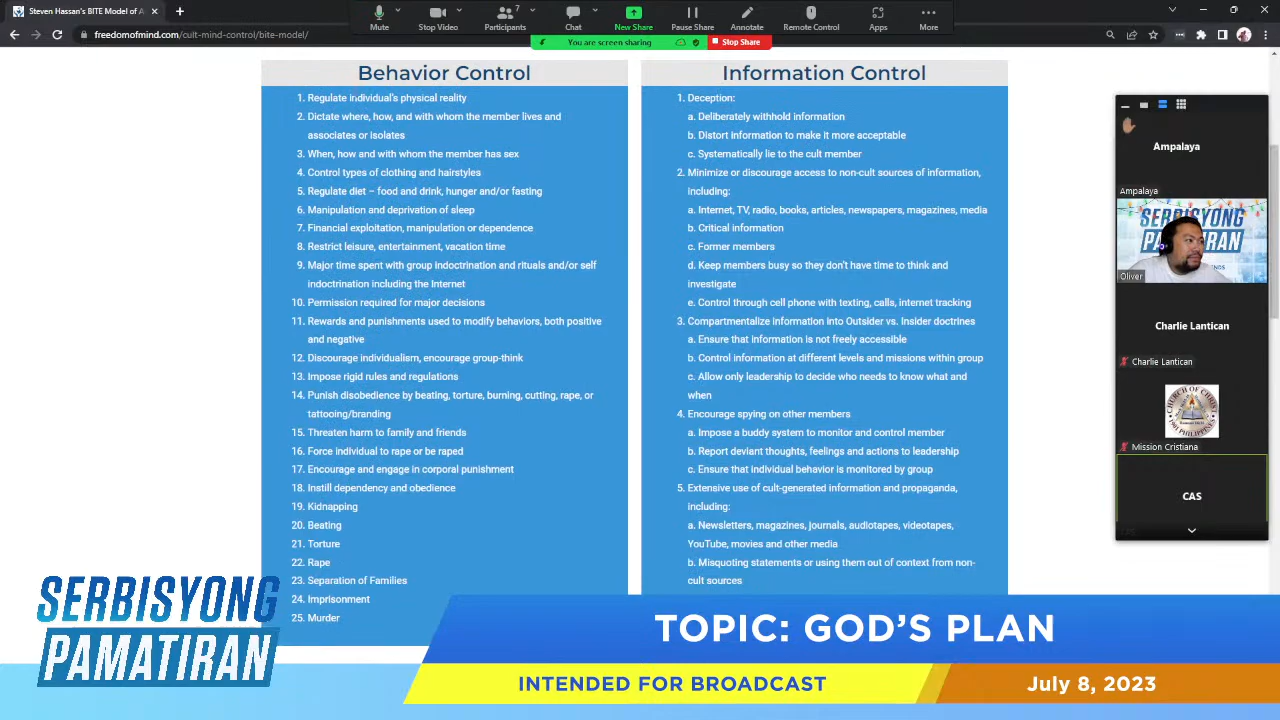 Steven Hassan's BITE Model of A
freedomofmind.com/cult-mind-control/bite-model/
Mute
Stop Video
Participants
7
Chat
New Share
Pause Share
Annotate
Remote Control
Apps
More
You are screen sharing
Stop Share
Behavior Control
1. Regulate individual's physical reality
2. Dictate where, how, and with whom the member lives and
associates or isolates
3. When, how and with whom the member has sex
4. Control types of clothing and hairstyles
5. Regulate diet – food and drink, hunger and/or fasting
6. Manipulation and deprivation of sleep
7. Financial exploitation, manipulation or dependence
8. Restrict leisure, entertainment, vacation time
9. Major time spent with group indoctrination and rituals and/or self
indoctrination including the Internet
10. Permission required for major decisions
11. Rewards and punishments used to modify behaviors, both positive
and negative
12. Discourage individualism, encourage group-think
13. Impose rigid rules and regulations
14. Punish disobedience by beating, torture, burning, cutting, rape, or
tattooing/branding
15. Threaten harm to family and friends
16. Force individual to rape or be raped
17. Encourage and engage in corporal punishment
18. Instill dependency and obedience
19. Kidnapping
20. Beating
21. Torture
22. Rape
23. Separation of Families
24. Imprisonment
25. Murder
Information Control
1. Deception:
a. Deliberately withhold information
b. Distort information to make it more acceptable
c. Systematically lie to the cult member
2. Minimize or discourage access to non-cult sources of information,
including:
a. Internet, TV, radio, books, articles, newspapers, magazines, media
b. Critical information
c. Former members
d. Keep members busy so they don't have time to think and
investigate
e. Control through cell phone with texting, calls, internet tracking
3. Compartmentalize information into Outsider vs. Insider doctrines
a. Ensure that information is not freely accessible
b. Control information at different levels and missions within group
c. Allow only leadership to decide who needs to know what and
when
4. Encourage spying on other members
a. Impose a buddy system to monitor and control member
b. Report deviant thoughts, feelings and actions to leadership
c. Ensure that individual behavior is monitored by group
5. Extensive use of cult-generated information and propaganda,
including:
a. Newsletters, magazines, journals, audiotapes, videotapes,
YouTube, movies and other media
b. Misquoting statements or using them out of context from non-
cult sources
Ampalaya
Ampalaya
SERBISYONG
PAMATIRAN
Oliver
Charlie Lantican
Charlie Lantican
CHURCH OF CHRIST
Mission Cristiana
CAS
SERBISYONG
PAMATIRAN
TOPIC: GOD'S PLAN
INTENDED FOR BROADCAST
July 8, 2023